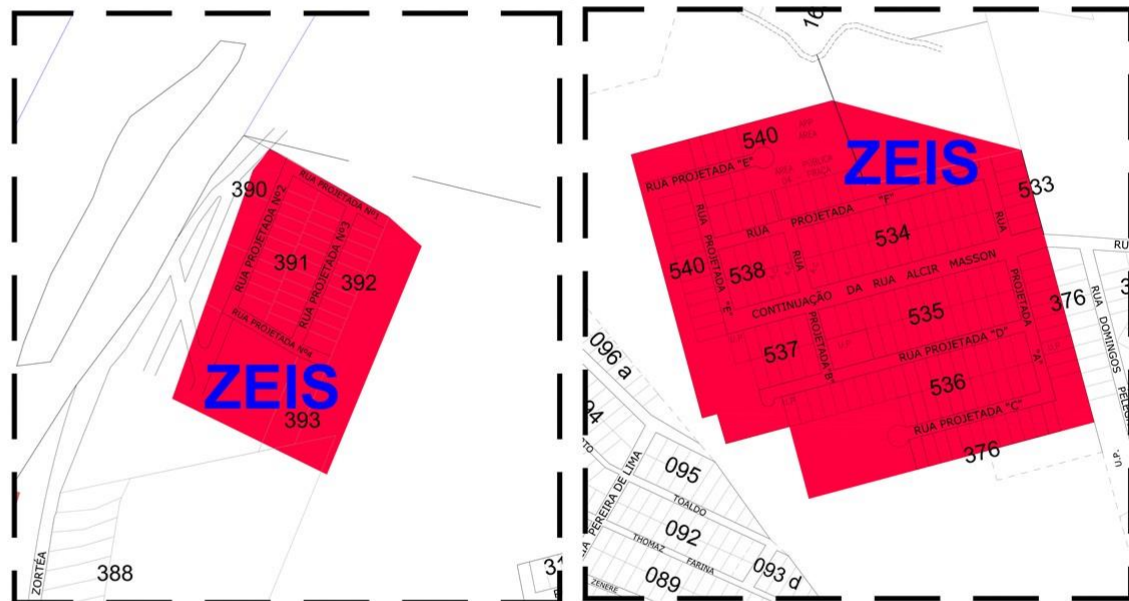 390
RUA PROJETADA Nº1
RUA PROJETADA Nº2
391
RUA PROJETADA Nº3
392
RUA PROJETADA Nº4
ZEIS
393
ZORTÉA
388
16
540
RUA PROJETADA "E"
ZEIS
533
RUA PROJETADA "F"
534
540
538
RUA PROJETADA "E"
RUA
RUA
CONTINUAÇÃO DA RUA ALCIR MASSON
535
PROJETADA "A"
376
RUA DOMINGOS
537
PROJETADA "B"
RUA PROJETADA "D"
536
RUA PROJETADA "C"
376
U.P.
096 a
94
095
PEREIRA DE LIMA
TOALDO
092
THOMAZ FARINA
093 d
089
ZENERE